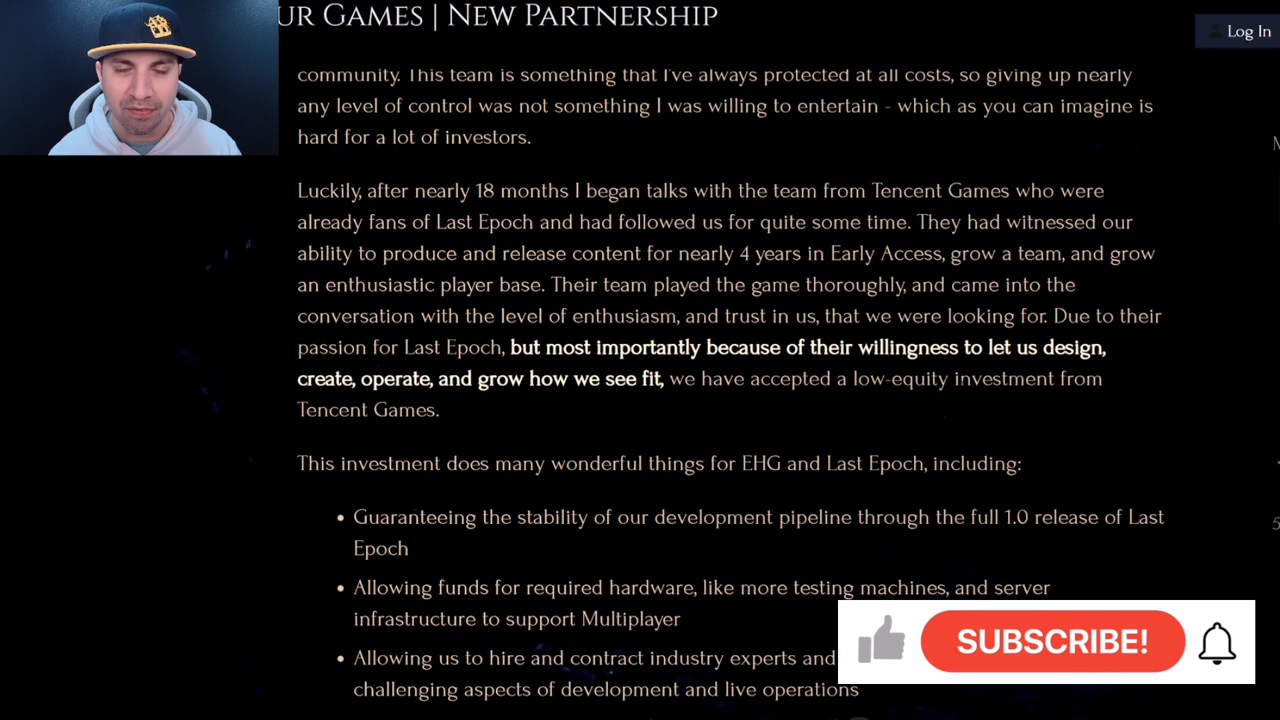 UR GAMES | NEW PARTNERSHIP
Log In
community. This team is something that I've always protected at all costs, so giving up nearly
any level of control was not something I was willing to entertain - which as you can imagine is
hard for a lot of investors.
Luckily, after nearly 18 months I began talks with the team from Tencent Games who were
already fans of Last Epoch and had followed us for quite some time. They had witnessed our
ability to produce and release content for nearly 4 years in Early Access, grow a team, and grow
an enthusiastic player base. Their team played the game thoroughly, and came into the
conversation with the level of enthusiasm, and trust in us, that we were looking for. Due to their
passion for Last Epoch, but most importantly because of their willingness to let us design,
create, operate, and grow how we see fit, we have accepted a low-equity investment from
Tencent Games.
This investment does many wonderful things for EHG and Last Epoch, including:
• Guaranteeing the stability of our development pipeline through the full 1.0 release of Last
Epoch
• Allowing funds for required hardware, like more testing machines, and server
infrastructure to support Multiplayer
• Allowing us to hire and contract industry experts and
challenging aspects of development and live operations
SUBSCRIBE!